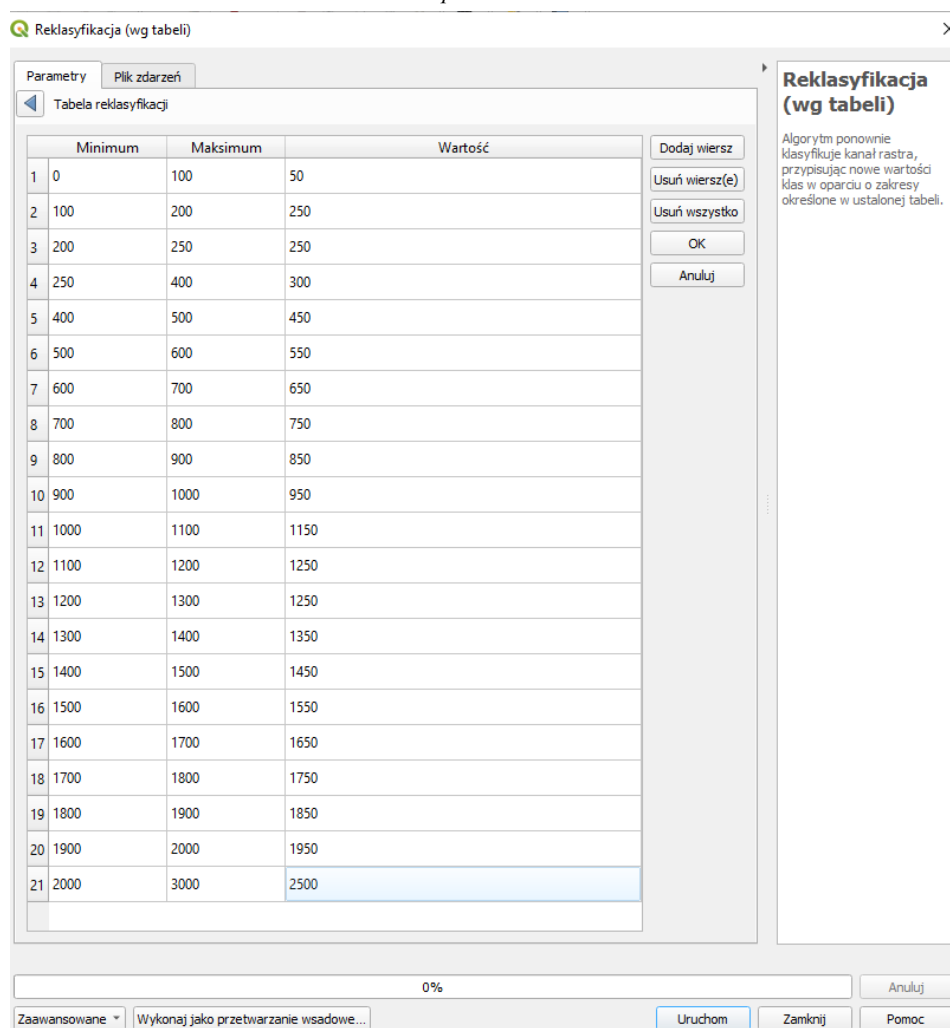 Reklasyfikacja (wg tabeli)
Parametry Plik zdarzeń
Tabela reklasyfikacji
Minimum Maksimum Wartość
1 0 100 50
2 100 200 250
3 200 250 250
4 250 400 300
5 400 500 450
6 500 600 550
7 600 700 650
8 700 800 750
9 800 900 850
10 900 1000 950
11 1000 1100 1150
12 1100 1200 1250
13 1200 1300 1250
14 1300 1400 1350
15 1400 1500 1450
16 1500 1600 1550
17 1600 1700 1650
18 1700 1800 1750
19 1800 1900 1850
20 1900 2000 1950
21 2000 3000 2500
Dodaj wiersz
Usuń wiersz(e)
Usuń wszystko
OK
Anuluj
Reklasyfikacja
(wg tabeli)
Algorytm ponownie
klasyfikuje kanał rastra,
przypisując nowe wartości
klas w oparciu o zakresy
określone w ustalonej tabeli.
0%
Anuluj
Zaawansowane Wykonaj jako przetwarzanie wsadowe... Uruchom Zamknij Pomoc